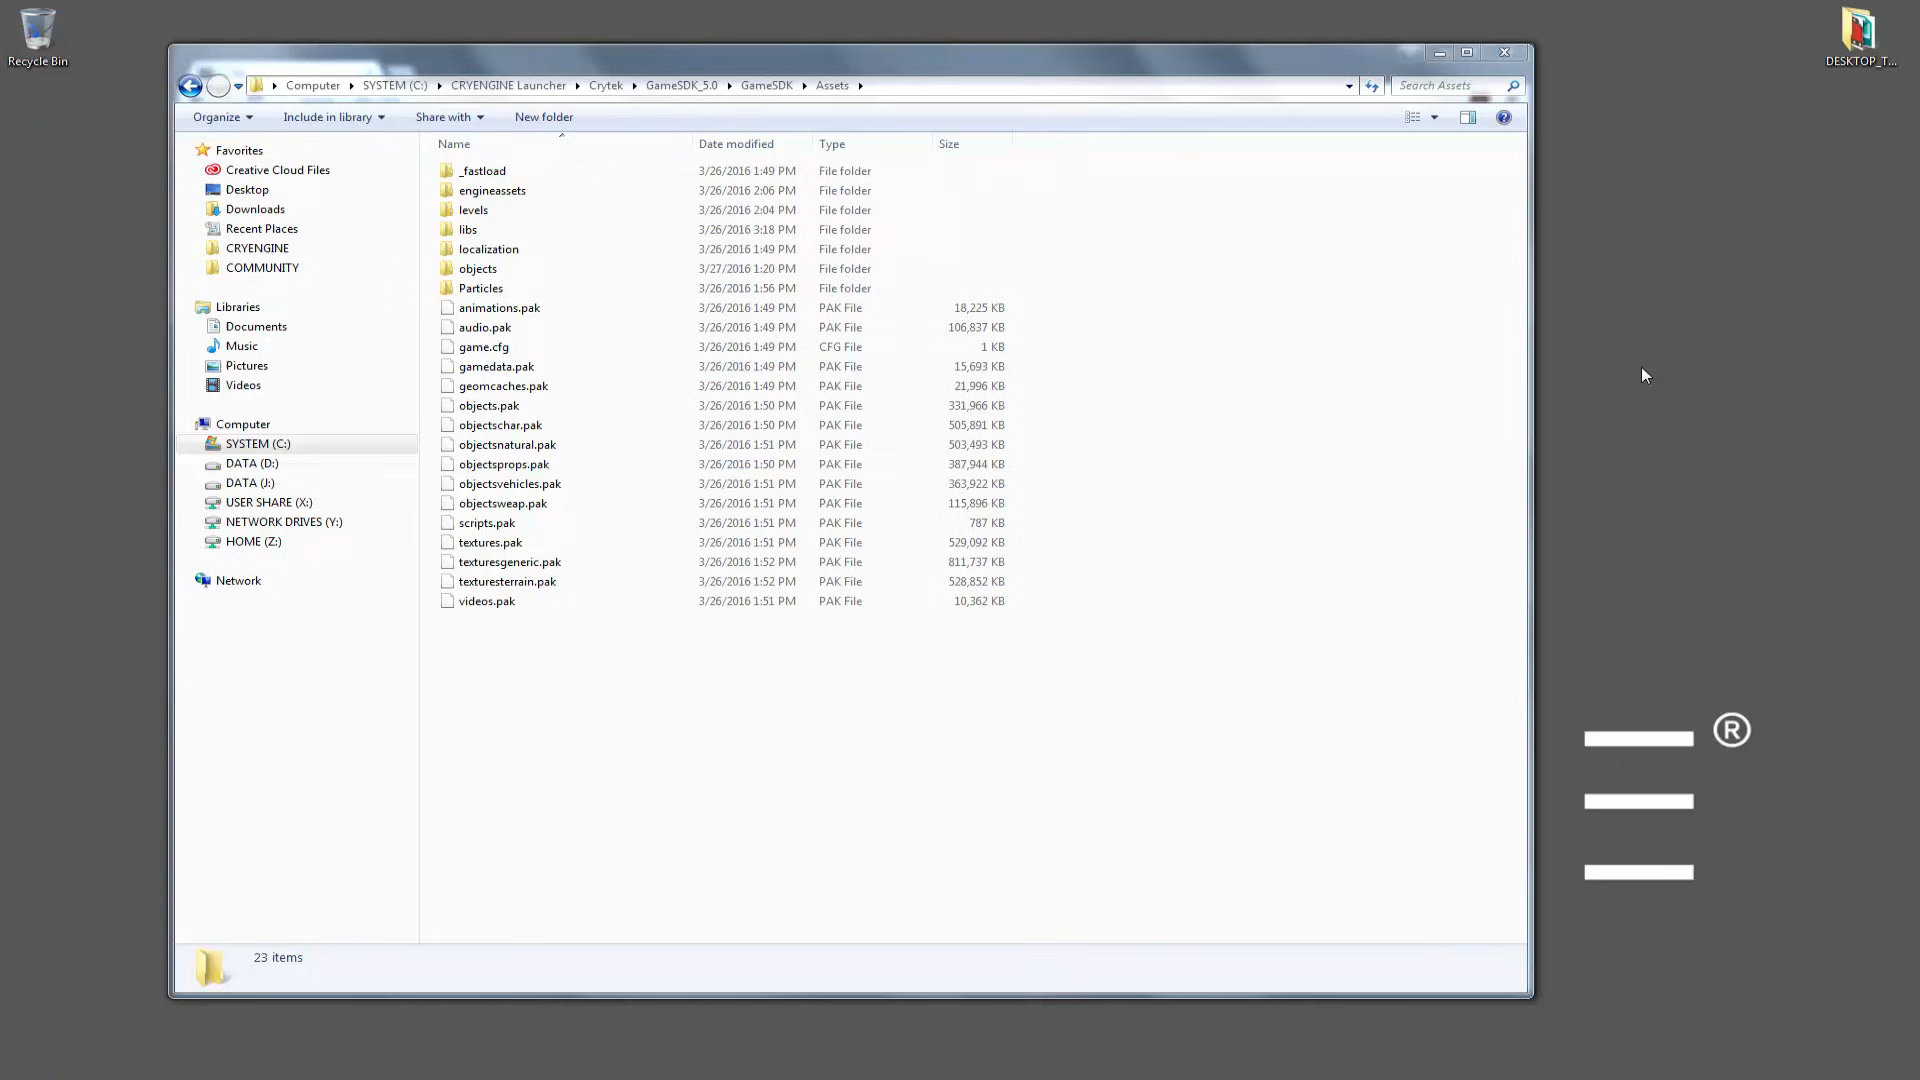 Recycle Bin
DESKTOP_T...
Computer SYSTEM (C:) CRYENGINE Launcher Crytek GameSDK_5.0 GameSDK Assets
Search Assets
Organize Include in library Share with New folder
Name Date modified Type Size
Favorites
Creative Cloud Files
Desktop
Downloads
Recent Places
CRYENGINE
COMMUNITY
Libraries
Documents
Music
Pictures
Videos
Computer
SYSTEM (C:)
DATA (D:)
DATA (J:)
USER SHARE (X:)
NETWORK DRIVES (Y:)
HOME (Z:)
Network
_fastload 3/26/2016 1:49 PM File folder
engineassets 3/26/2016 2:06 PM File folder
levels 3/26/2016 2:04 PM File folder
libs 3/26/2016 3:18 PM File folder
localization 3/26/2016 1:49 PM File folder
objects 3/27/2016 1:20 PM File folder
Particles 3/26/2016 1:56 PM File folder
animations.pak 3/26/2016 1:49 PM PAK File 18,225 KB
audio.pak 3/26/2016 1:49 PM PAK File 106,837 KB
game.cfg 3/26/2016 1:49 PM CFG File 1 KB
gamedata.pak 3/26/2016 1:49 PM PAK File 15,693 KB
geomcaches.pak 3/26/2016 1:49 PM PAK File 21,996 KB
objects.pak 3/26/2016 1:50 PM PAK File 331,966 KB
objectschar.pak 3/26/2016 1:50 PM PAK File 505,891 KB
objectsnatural.pak 3/26/2016 1:51 PM PAK File 503,493 KB
objectsprops.pak 3/26/2016 1:50 PM PAK File 387,944 KB
objectsvehicles.pak 3/26/2016 1:51 PM PAK File 363,922 KB
objectsweap.pak 3/26/2016 1:51 PM PAK File 115,896 KB
scripts.pak 3/26/2016 1:51 PM PAK File 787 KB
textures.pak 3/26/2016 1:51 PM PAK File 529,092 KB
texturesgeneric.pak 3/26/2016 1:52 PM PAK File 811,737 KB
texturesterrain.pak 3/26/2016 1:52 PM PAK File 528,852 KB
videos.pak 3/26/2016 1:51 PM PAK File 10,362 KB
23 items
®